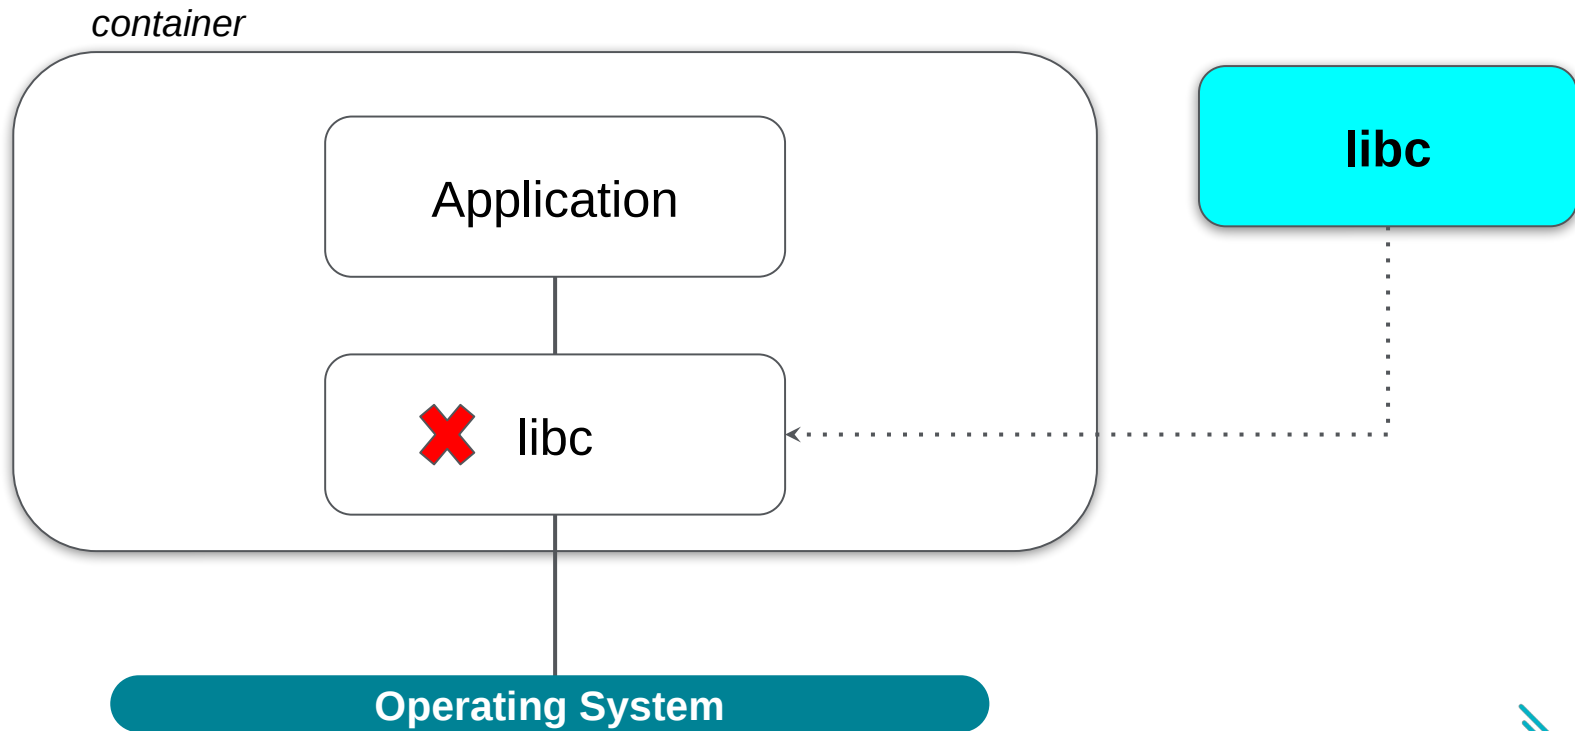 container
Application
libc
libc
Operating System